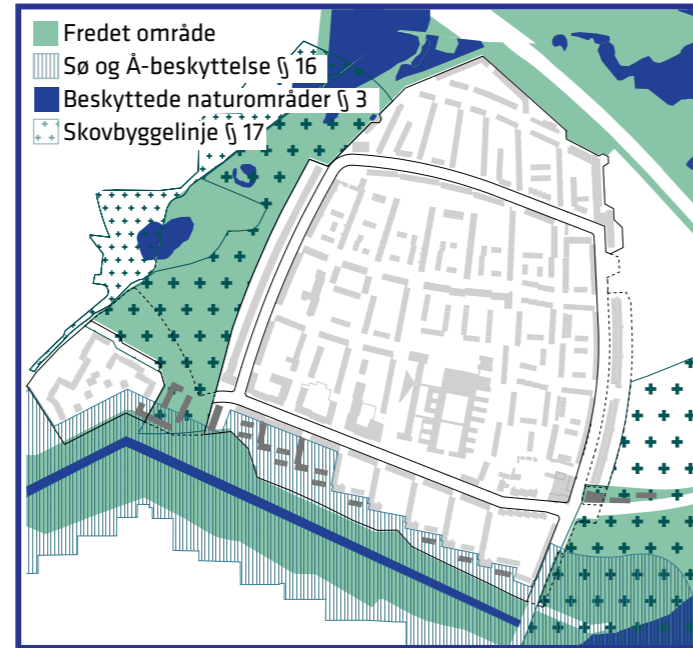 Fredet område
Sø og Å-beskyttelse § 16
Beskyttede naturområder § 3
Skovbyggelinje § 17